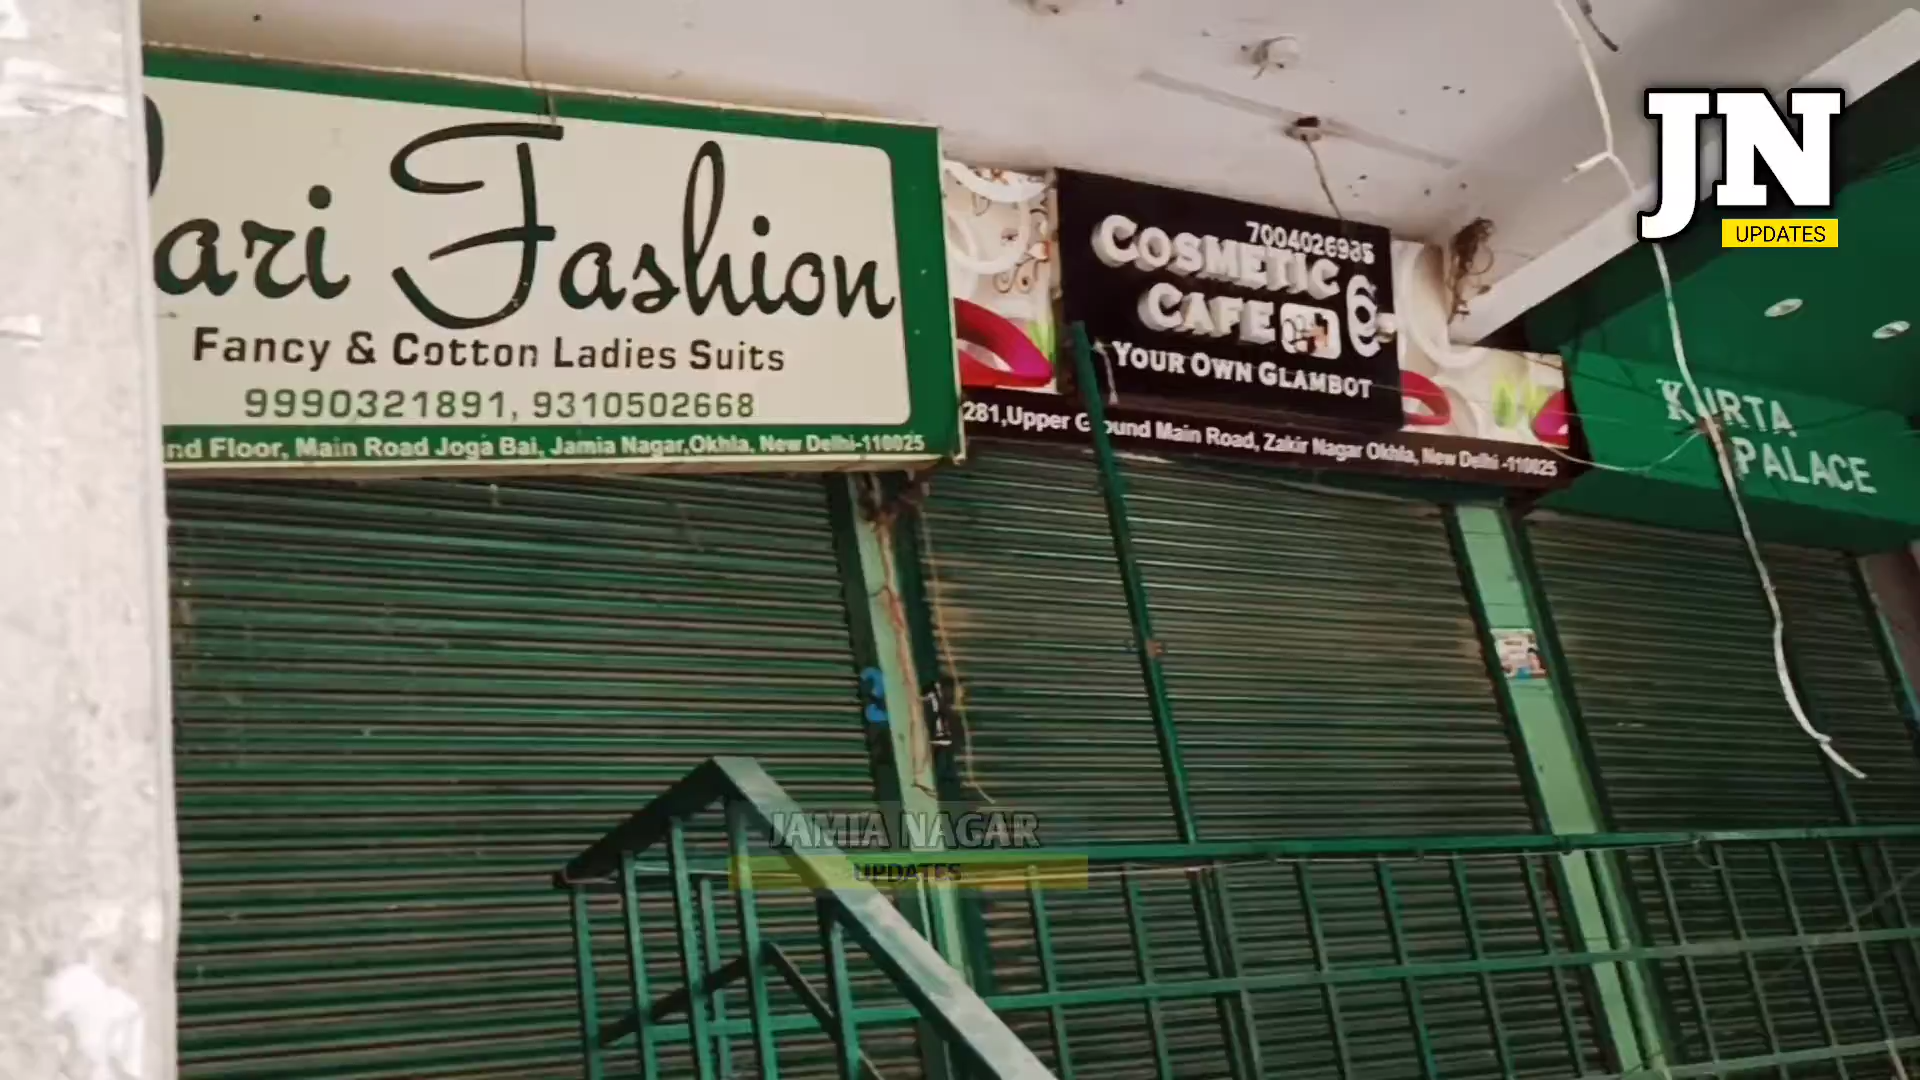 ari Fashion
Fancy & Cotton Ladies Suits
9990321891, 9310502668
nd Floor, Main Road Joga Bai, Jamia Nagar,Okhla, New Delhi-110025
7004026985
COSMETIC
CAFE
YOUR OWN GLAMBOT
281,Upper Ground Main Road, Zakir Nagar Okhla, New Delhi -110025
KURTA
PALACE
JN
UPDATES
2
JAMIA NAGAR
UPDATES